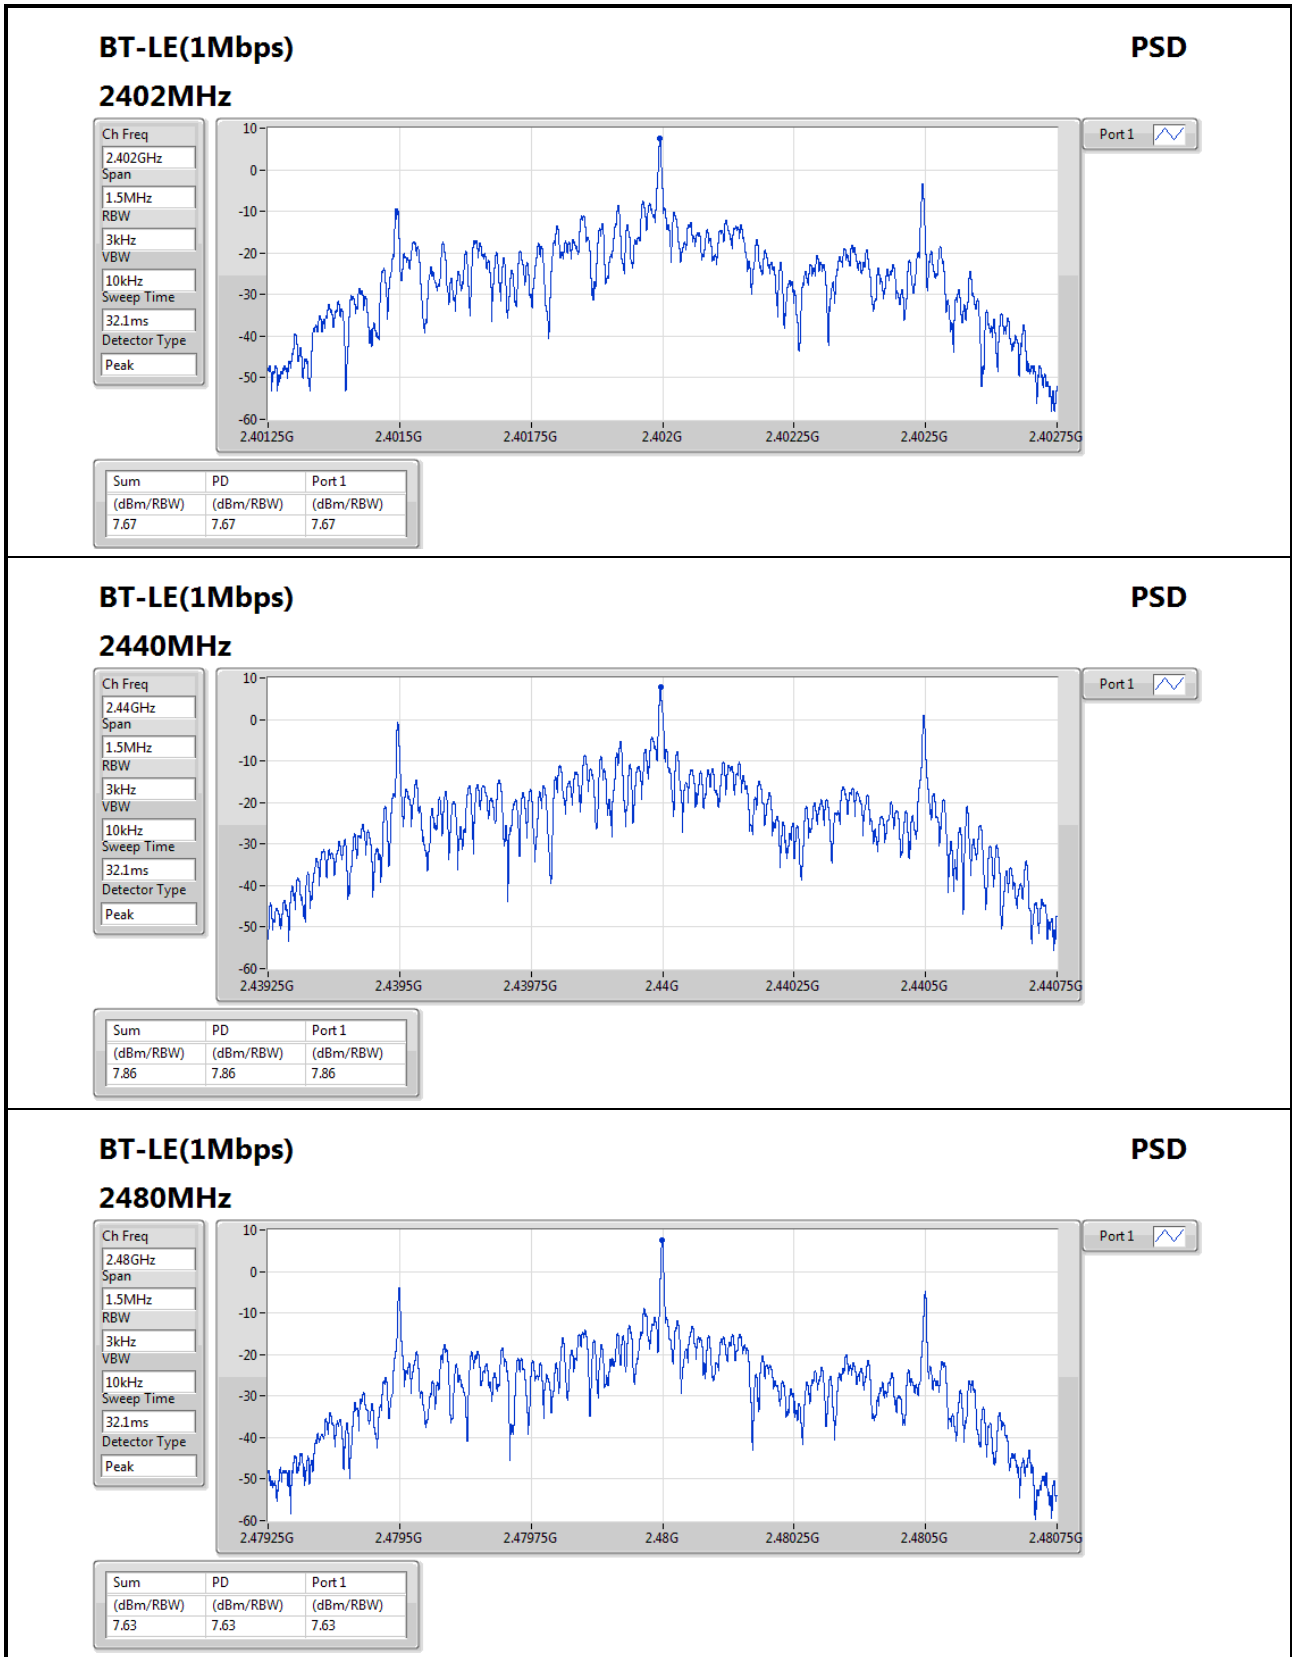 BT-LE(1Mbps) PSD
2402MHz
Ch Freq
2.402GHz
Span
1.5MHz
RBW
3kHz
VBW
10kHz
Sweep Time
32.1ms
Detector Type
Peak
10
0
-10
-20
-30
-40
-50
-60
2.40125G 2.4015G 2.40175G 2.402G 2.40225G 2.4025G 2.40275G
Port 1
Sum PD Port 1
(dBm/RBW) (dBm/RBW) (dBm/RBW)
7.67 7.67 7.67
BT-LE(1Mbps) PSD
2440MHz
Ch Freq
2.44GHz
Span
1.5MHz
RBW
3kHz
VBW
10kHz
Sweep Time
32.1ms
Detector Type
Peak
10
0
-10
-20
-30
-40
-50
-60
2.43925G 2.4395G 2.43975G 2.44G 2.44025G 2.4405G 2.44075G
Port 1
Sum PD Port 1
(dBm/RBW) (dBm/RBW) (dBm/RBW)
7.86 7.86 7.86
BT-LE(1Mbps) PSD
2480MHz
Ch Freq
2.48GHz
Span
1.5MHz
RBW
3kHz
VBW
10kHz
Sweep Time
32.1ms
Detector Type
Peak
10
0
-10
-20
-30
-40
-50
-60
2.47925G 2.4795G 2.47975G 2.48G 2.48025G 2.4805G 2.48075G
Port 1
Sum PD Port 1
(dBm/RBW) (dBm/RBW) (dBm/RBW)
7.63 7.63 7.63